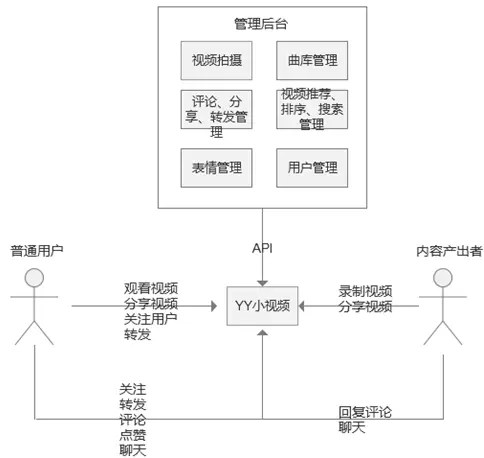 管理后台
视频拍摄
曲库管理
评论、分
享、转发管
理
视频推荐、
排序、搜索
管理
表情管理
用户管理
API
普通用户
内容产出者
观看视频
分享视频
关注用户
转发
YY小视频
录制视频
分享视频
关注
转发
评论
点赞
聊天
回复评论
聊天